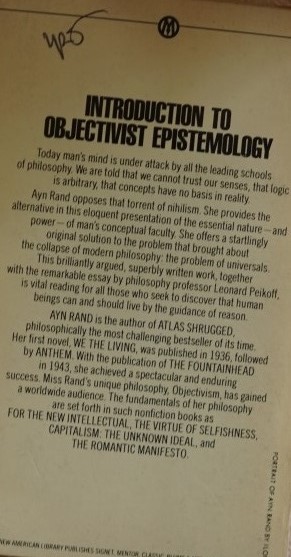 M
INTRODUCTION TO
OBJECTIVIST EPISTEMOLOGY
Today man's mind is under attack by all the leading schools
of philosophy. We are told that we cannot trust our senses, that logic
is arbitrary, that concepts have no basis in reality.
Ayn Rand opposes that torrent of nihilism. She provides the
alternative in this eloquent presentation of the essential nature—and
power—of man's conceptual faculty. She offers a startlingly
original solution to the problem that brought about
the collapse of modern philosophy: the problem of universals.
This brilliantly argued, superbly written work, together
with the remarkable essay by philosophy professor Leonard Peikoff,
is vital reading for all those who seek to discover that human
beings can and should live by the guidance of reason.
AYN RAND is the author of ATLAS SHRUGGED,
philosophically the most challenging bestseller of its time.
Her first novel, WE THE LIVING, was published in 1936, followed
by ANTHEM. With the publication of THE FOUNTAINHEAD
in 1943, she achieved a spectacular and enduring
success. Miss Rand's unique philosophy, Objectivism, has gained
a worldwide audience. The fundamentals of her philosophy
are set forth in such nonfiction books as
FOR THE NEW INTELLECTUAL, THE VIRTUE OF SELFISHNESS,
CAPITALISM: THE UNKNOWN IDEAL, and
THE ROMANTIC MANIFESTO.
PORTRAIT OF AYN RAND BY
NEW AMERICAN LIBRARY PUBLISHES SIGNET, MENTOR, CLASSIC,